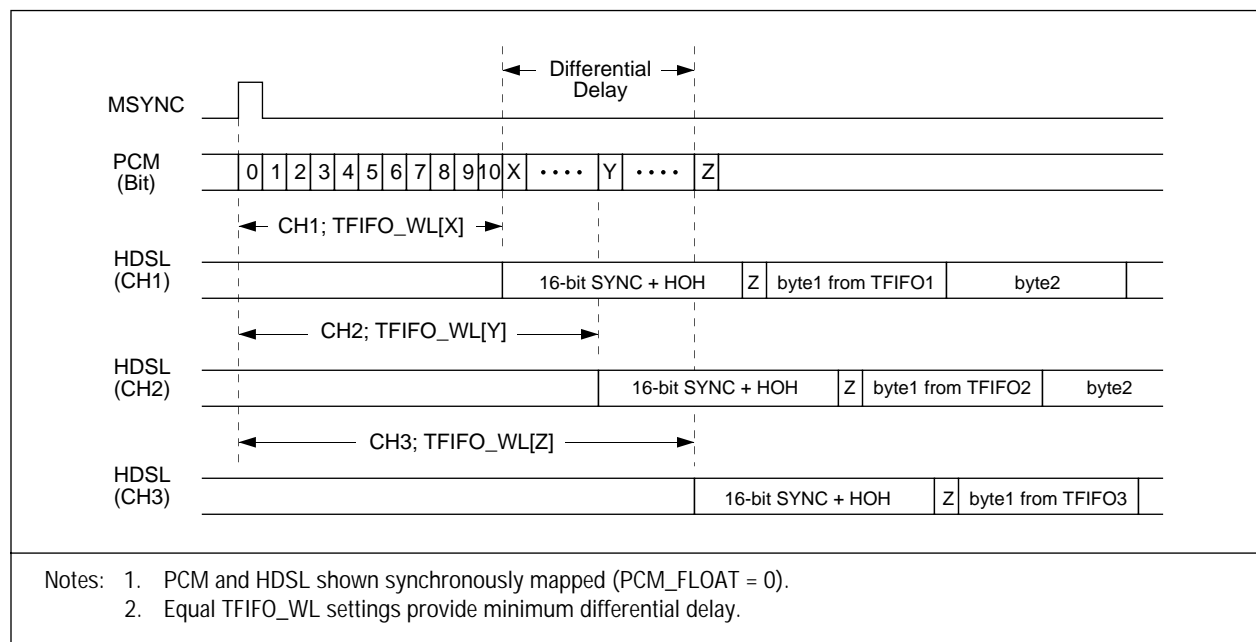 Differential
Delay
MSYNC
PCM
(Bit)
0 1 2 3 4 5 6 7 8 9 10 X • • • • Y • • • • Z
CH1; TFIFO_WL[X]
HDSL
(CH1)
16-bit SYNC + HOH Z byte1 from TFIFO1 byte2
CH2; TFIFO_WL[Y]
HDSL
(CH2)
16-bit SYNC + HOH Z byte1 from TFIFO2 byte2
CH3; TFIFO_WL[Z]
HDSL
(CH3)
16-bit SYNC + HOH Z byte1 from TFIFO3
Notes: 1. PCM and HDSL shown synchronously mapped (PCM_FLOAT = 0).
2. Equal TFIFO_WL settings provide minimum differential delay.